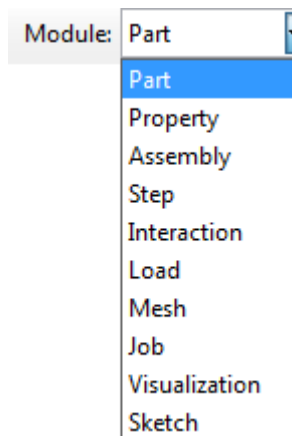 Module: Part
Part
Property
Assembly
Step
Interaction
Load
Mesh
Job
Visualization
Sketch